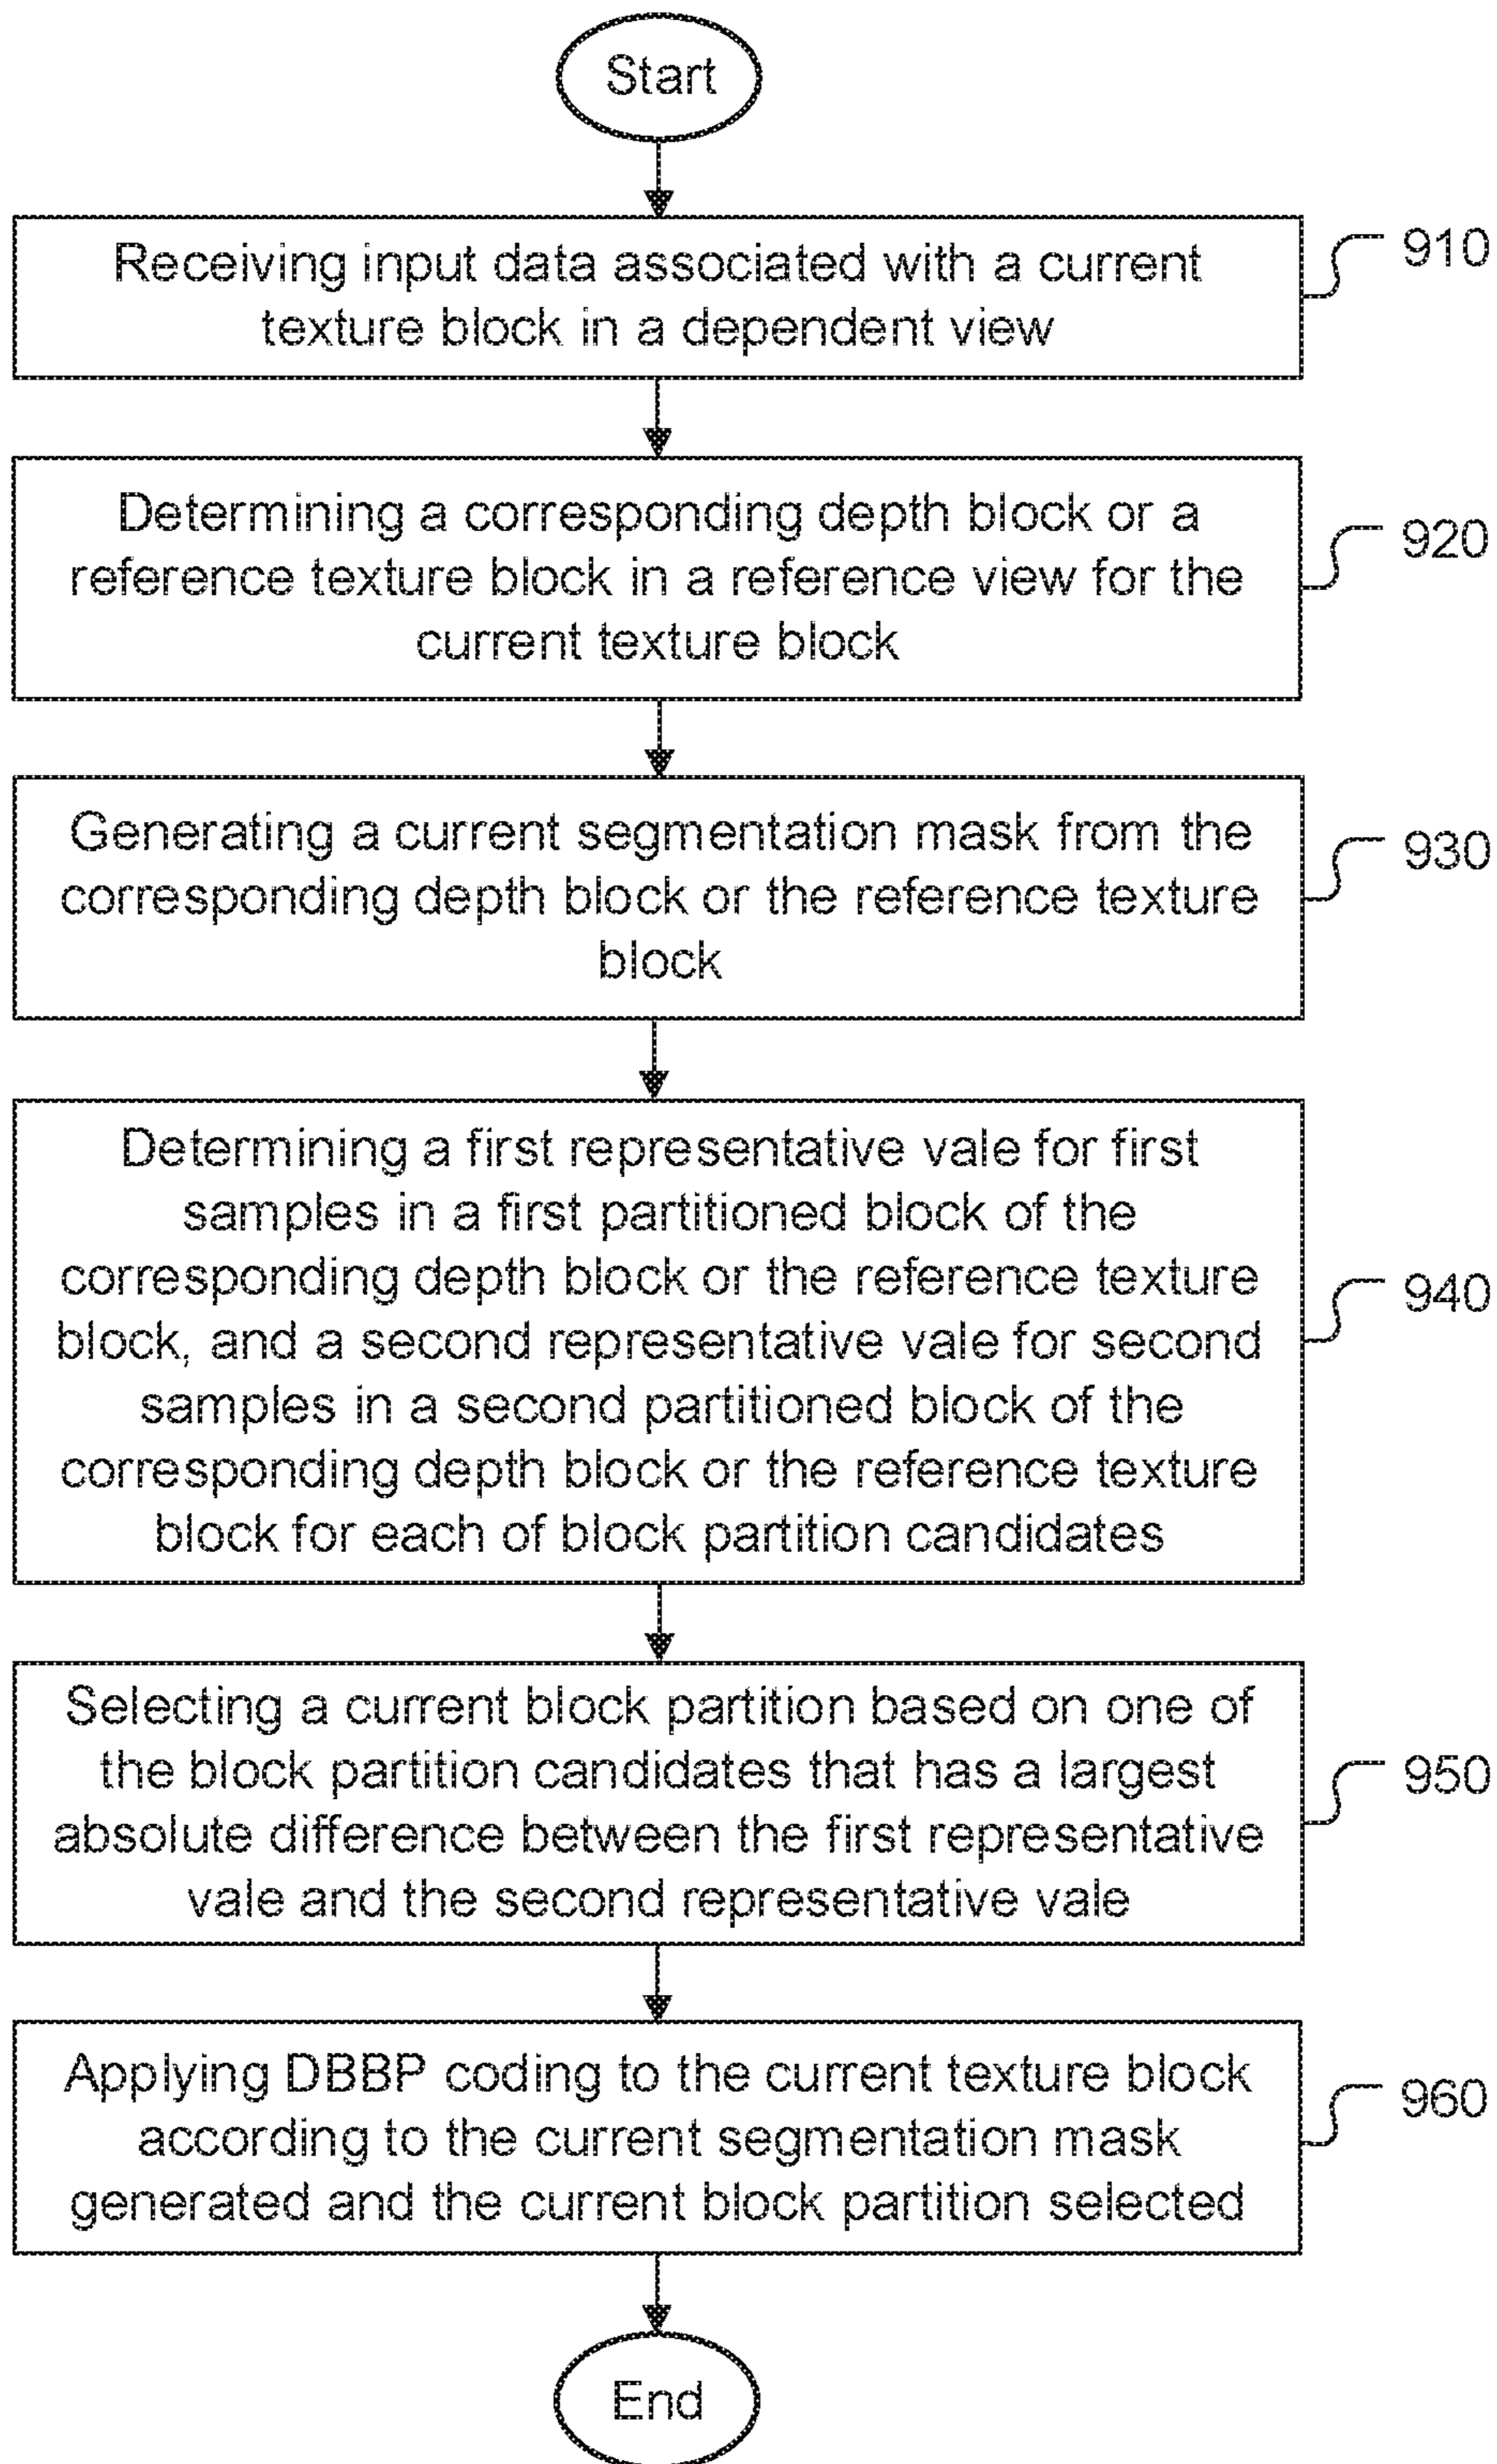 Start
Receiving input data associated with a current
texture block in a dependent view
910
Determining a corresponding depth block or a
reference texture block in a reference view for the
current texture block
920
Generating a current segmentation mask from the
corresponding depth block or the reference texture
block
930
Determining a first representative vale for first
samples in a first partitioned block of the
corresponding depth block or the reference texture
block, and a second representative vale for second
samples in a second partitioned block of the
corresponding depth block or the reference texture
block for each of block partition candidates
940
Selecting a current block partition based on one of
the block partition candidates that has a largest
absolute difference between the first representative
vale and the second representative vale
950
Applying DBBP coding to the current texture block
according to the current segmentation mask
generated and the current block partition selected
960
End